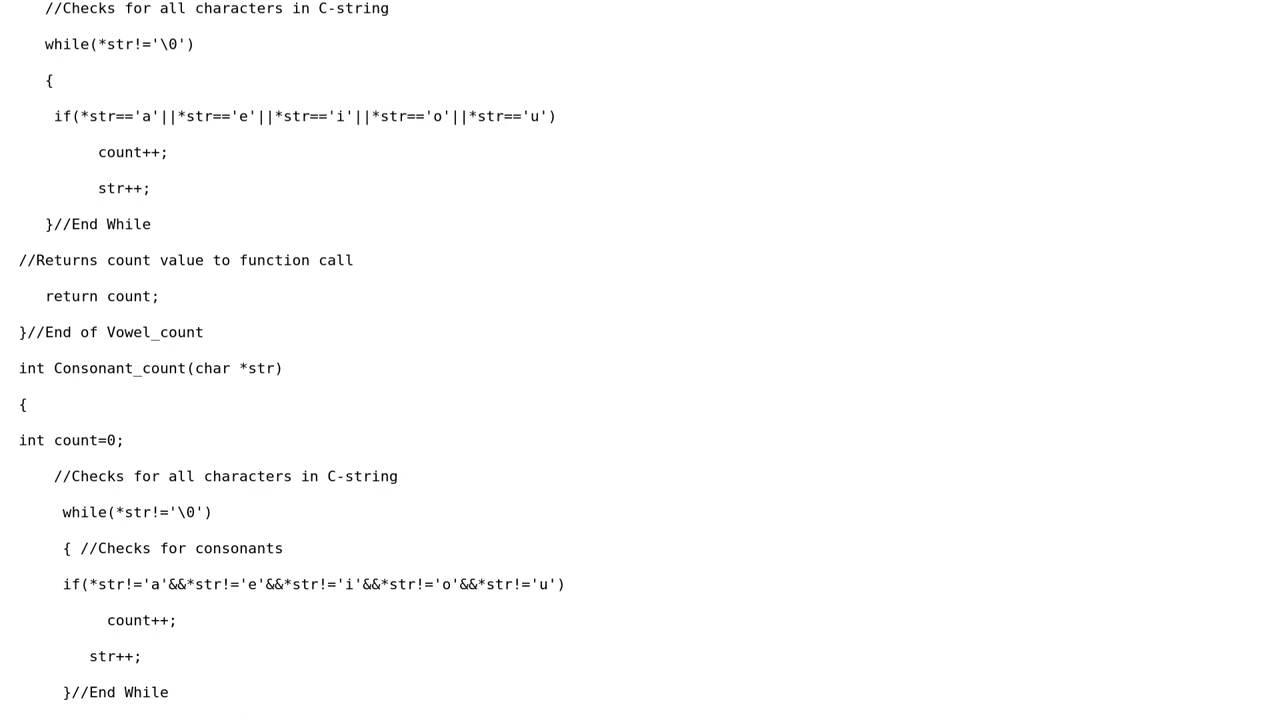 //Checks for all characters in C-string
while(*str!='\0')
{
if(*str=='a'||*str=='e'||*str=='i'||*str=='o'||*str=='u')
count++;
str++;
}//End While
//Returns count value to function call
return count;
}//End of Vowel_count
int Consonant_count(char *str)
{
int count=0;
//Checks for all characters in C-string
while(*str!='\0')
{ //Checks for consonants
if(*str!='a'&&*str!='e'&&*str!='i'&&*str!='o'&&*str!='u')
count++;
str++;
}//End While